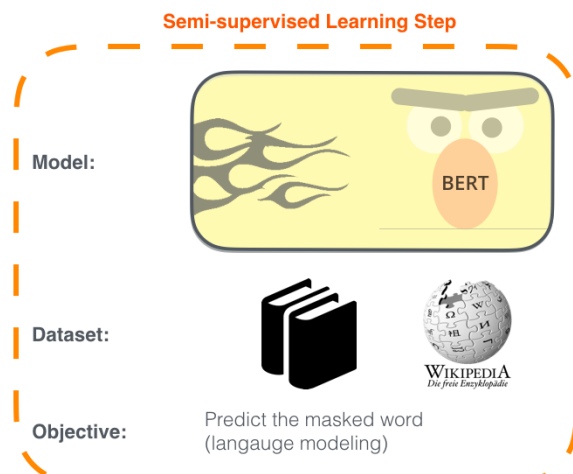 Semi-supervised Learning Step
Model:
BERT
Dataset:
WIKIPEDIA
Die freie Enzyklopädie
Objective:
Predict the masked word
(langauge modeling)